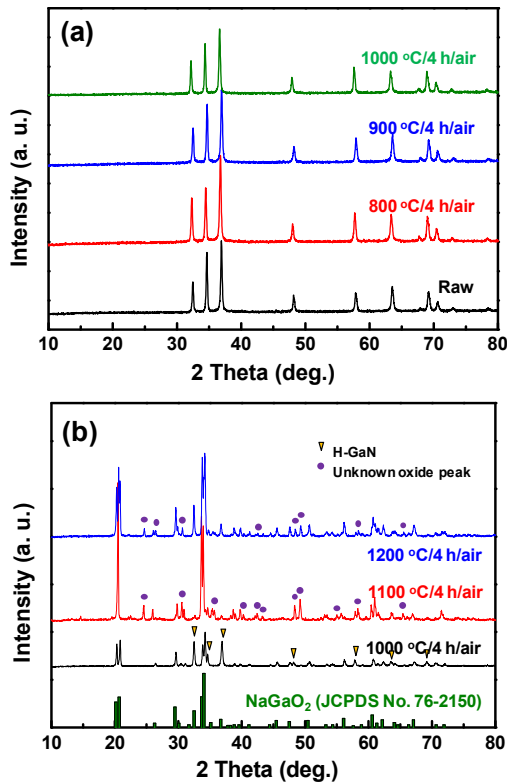 (a)
1000 °C/4 h/air
900 °C/4 h/air
800 °C/4 h/air
Raw
Intensity (a. u.)
10 20 30 40 50 60 70 80
2 Theta (deg.)
(b)
H-GaN
Unknown oxide peak
1200 °C/4 h/air
1100 °C/4 h/air
1000 °C/4 h/air
NaGaO₂ (JCPDS No. 76-2150)
Intensity (a. u.)
10 20 30 40 50 60 70 80
2 Theta (deg.)